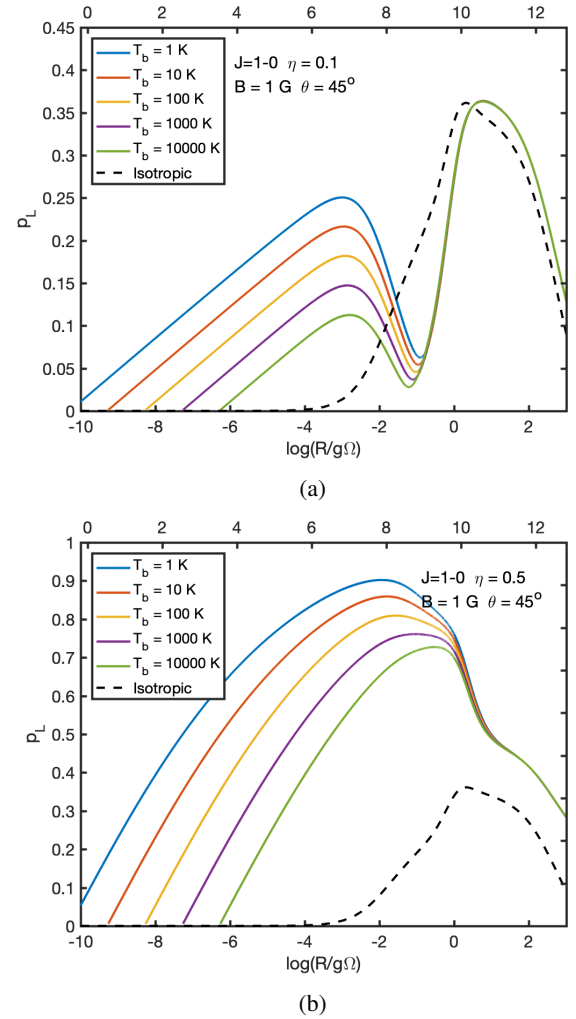 0 2 4 6 8 10 12
0.45
0.4
0.35
0.3
0.25
0.2
0.15
0.1
0.05
0
p_L
T_b = 1 K
T_b = 10 K
T_b = 100 K
T_b = 1000 K
T_b = 10000 K
Isotropic
J=1-0 η = 0.1
B = 1 G θ = 45°
-10 -8 -6 -4 -2 0 2
log(R/gΩ)
(a)
0 2 4 6 8 10 12
1
0.9
0.8
0.7
0.6
0.5
0.4
0.3
0.2
0.1
0
p_L
T_b = 1 K
T_b = 10 K
T_b = 100 K
T_b = 1000 K
T_b = 10000 K
Isotropic
J=1-0 η = 0.5
B = 1 G θ = 45°
-10 -8 -6 -4 -2 0 2
log(R/gΩ)
(b)